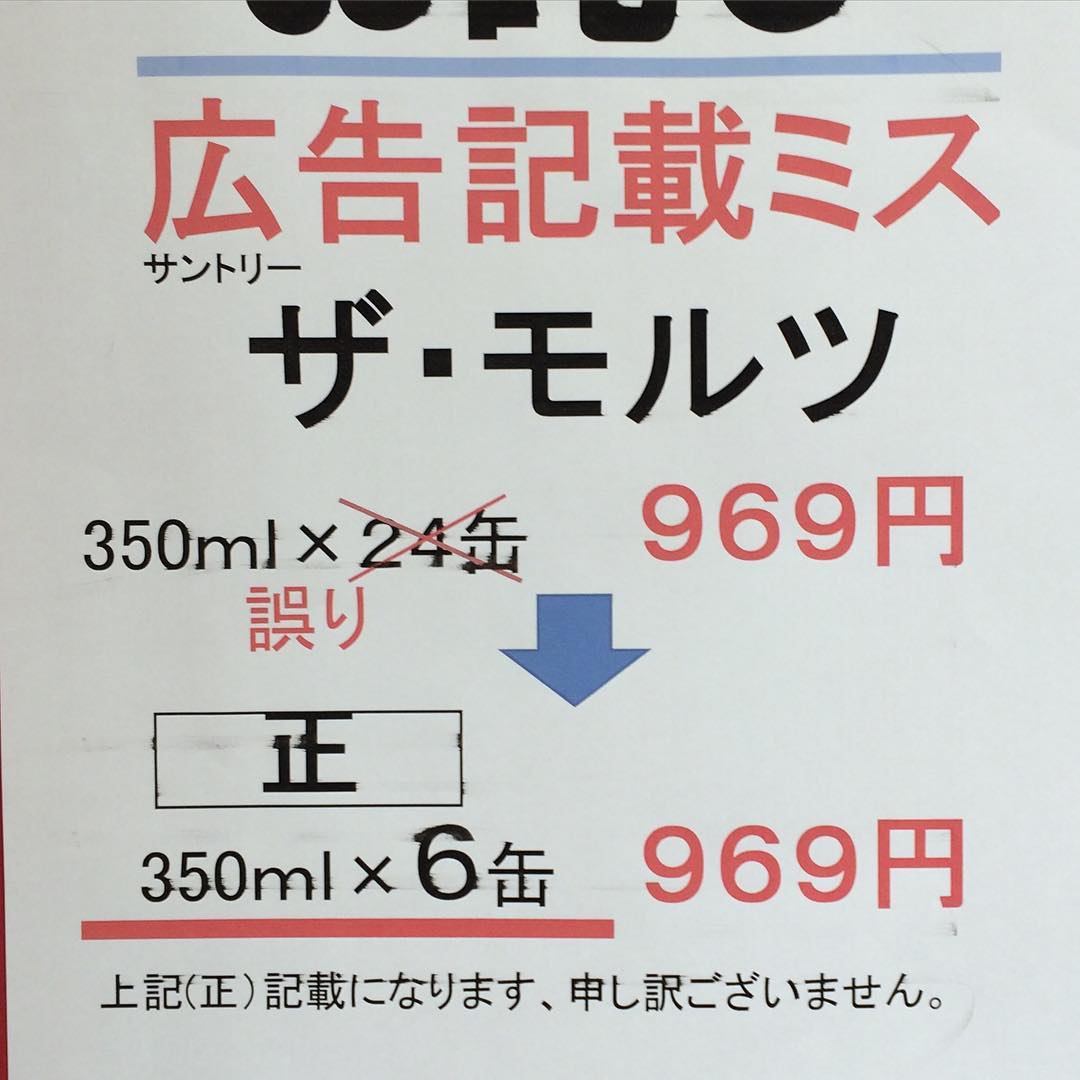 広告記載ミス
サントリー
ザ・モルツ
350ml×24缶 969円
誤り
正
350ml×6缶 969円
上記(正)記載になります、申し訳ございません。